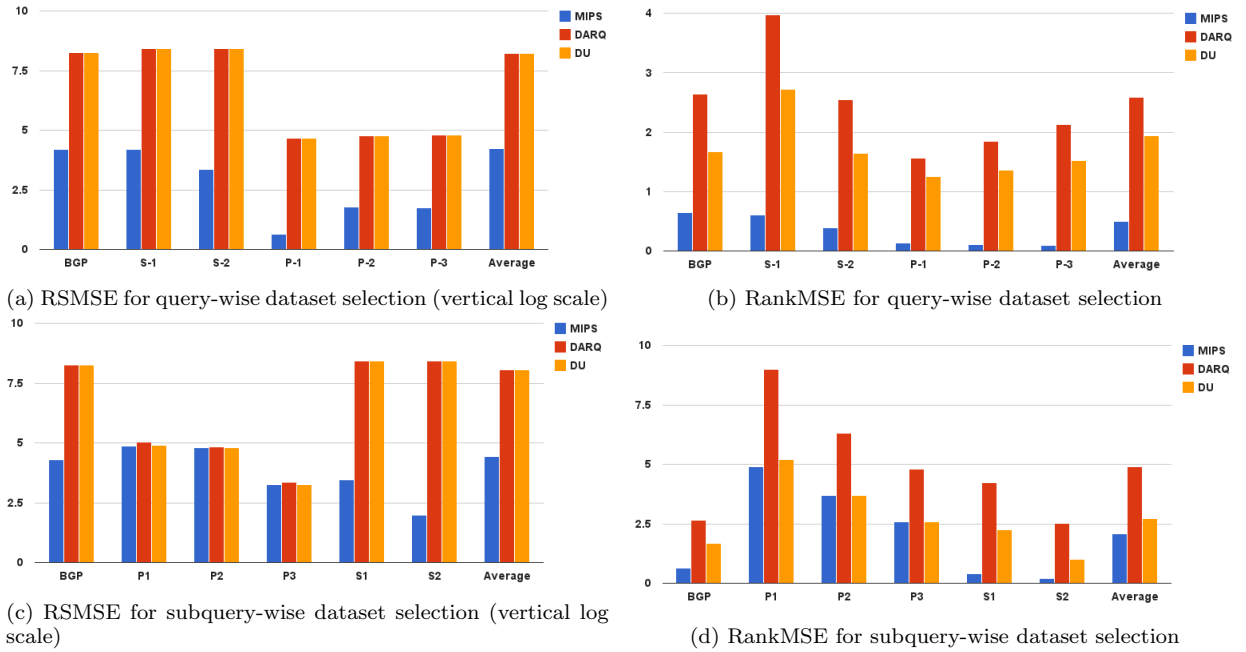 10
7.5
5
2.5
0
BGP S-1 S-2 P-1 P-2 P-3 Average
MIPS
DARQ
DU
(a) RSMSE for query-wise dataset selection (vertical log scale)
4
3
2
1
0
BGP S-1 S-2 P-1 P-2 P-3 Average
MIPS
DARQ
DU
(b) RankMSE for query-wise dataset selection
10
7.5
5
2.5
0
BGP P1 P2 P3 S1 S2 Average
MIPS
DARQ
DU
(c) RSMSE for subquery-wise dataset selection (vertical log
scale)
10
7.5
5
2.5
0
BGP P1 P2 P3 S1 S2 Average
MIPS
DARQ
DU
(d) RankMSE for subquery-wise dataset selection